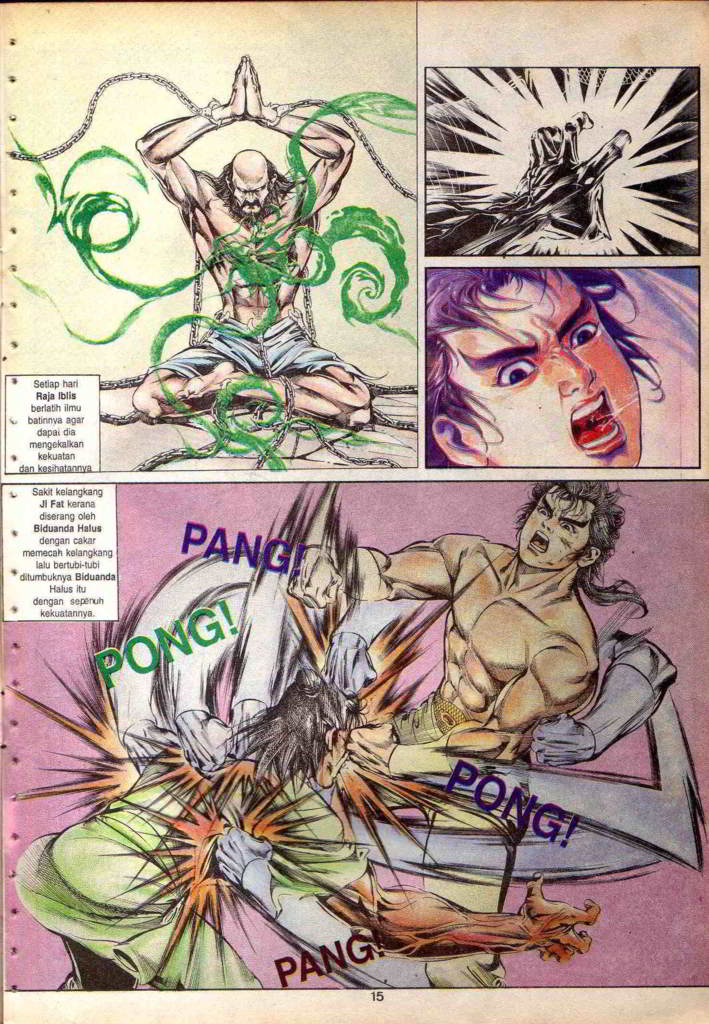 Setiap hari
Raja Iblis
berlatih ilmu
batinnya agar
dapat dia
mengekalkan
kekuatan
dan kesihatannya
Sakit kelangkang
Ji Fat kerana
diserang oleh
Biduanda Halus
dengan cakar
memecah kelangkang
lalu bertubi-tubi
ditumbuknya Biduanda
Halus itu
dengan sepenuh
kekuatannya.
PANG!
PONG!
PONG!
PANG!
15